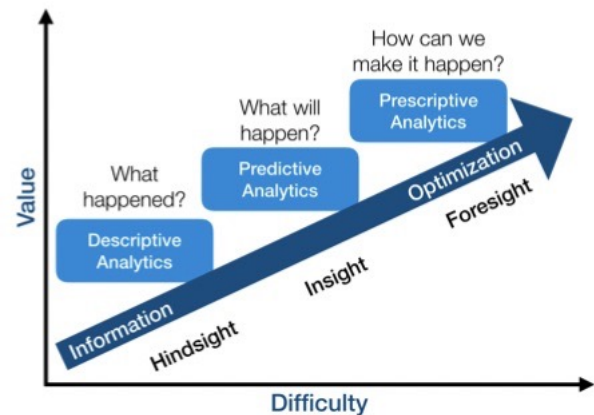 How can we
make it happen?
Prescriptive
Analytics
What will
happen?
Predictive
Analytics
What
happened?
Descriptive
Analytics
Value
Information
Optimization
Hindsight
Insight
Foresight
Difficulty